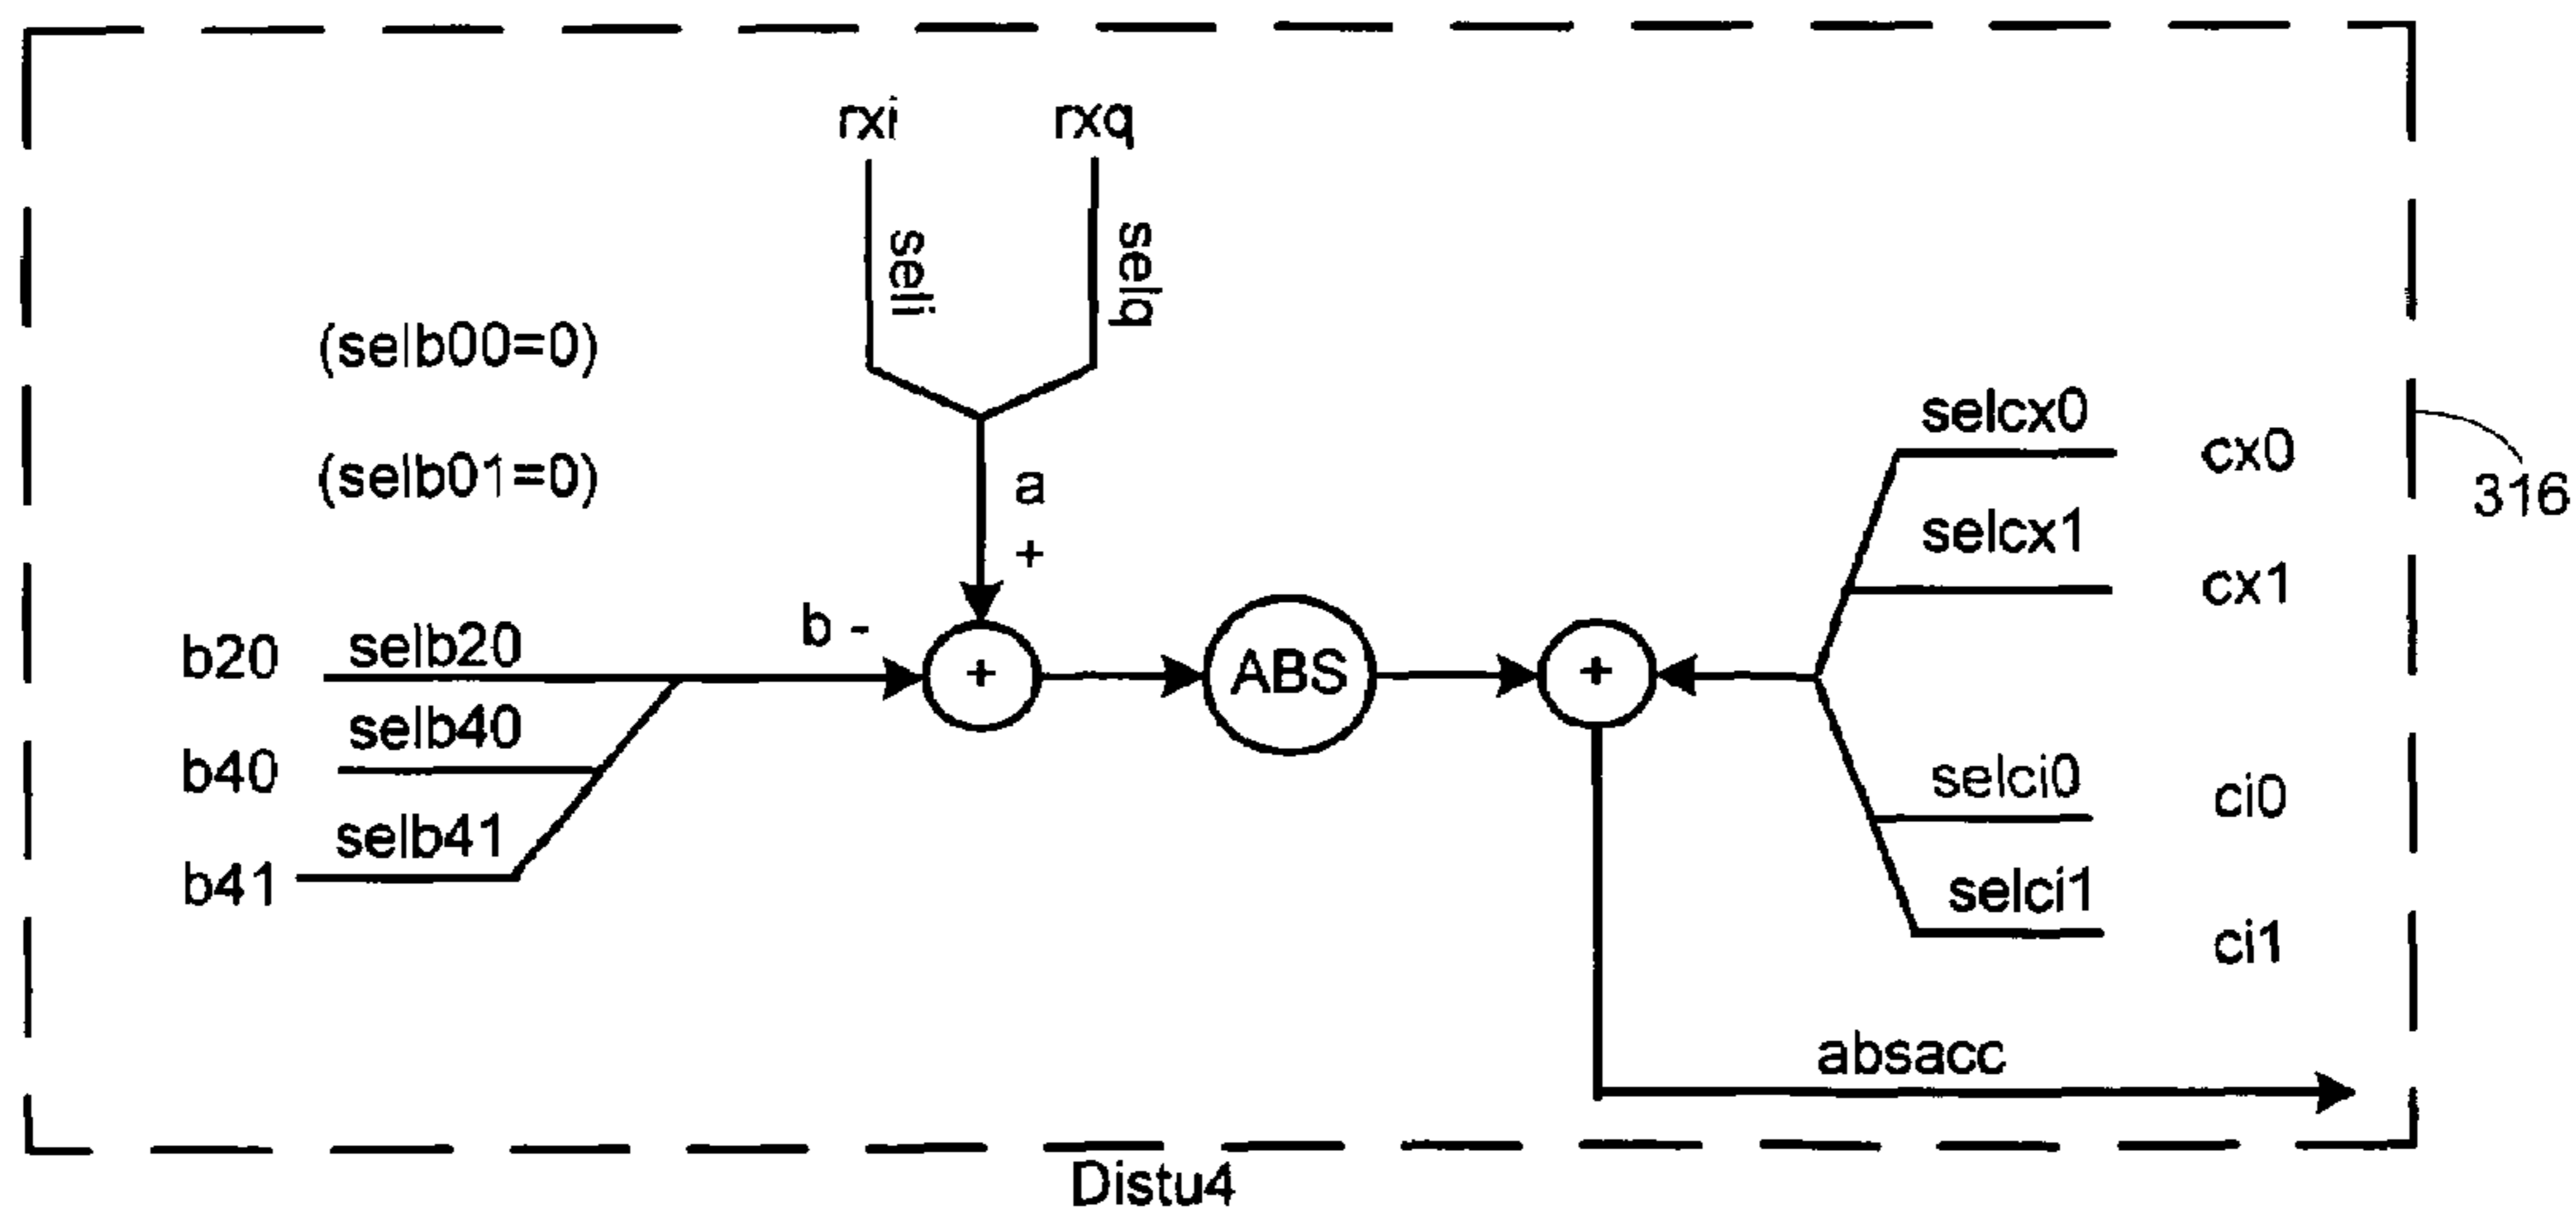 rxi rxq
seli selq
(selb00=0)
(selb01=0)
a
+
b -
b20 selb20
b40 selb40
b41 selb41
+
ABS
+
selcx0 cx0
selcx1 cx1
selci0 ci0
selci1 ci1
absacc
316
Distu4